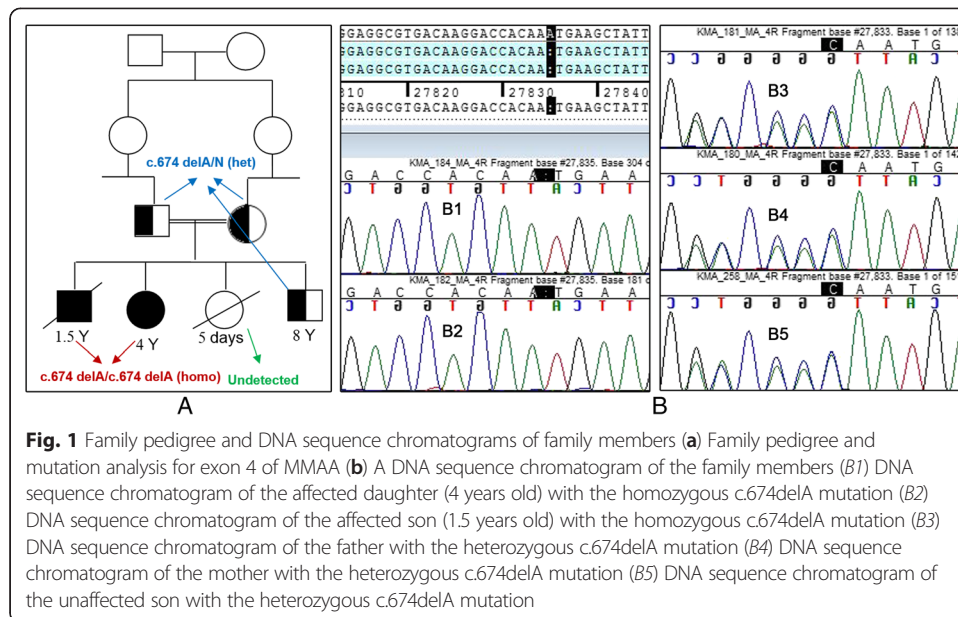 c.674 delA/N (het)
1.5 Y
4 Y
5 days
8 Y
c.674 delA/c.674 delA (homo)
Undetected
A
GGAGGCGTGACAAGGACCACAAATGAAGCTATT
GGAGGCGTGACAAGGACCACAA:TGAAGCTATT
GGAGGCGTGACAAGGACCACAA:TGAAGCTATT
310 27820 27830 27840
GGAGGCGTGACAAGGACCACAA:TGAAGCTATT
KMA_184_MA_4R Fragment base #27,835. Base 304 o
G A C C A C A A : T G A A
B1
KMA_182_MA_4R Fragment base #27,835. Base 181 o
G A C C A C A A : T G A A
B2
KMA_181_MA_4R Fragment base #27,833. Base 1 of 138
C A A T G
B3
KMA_180_MA_4R Fragment base #27,833. Base 1 of 142
C A A T G
B4
KMA_258_MA_4R Fragment base #27,833. Base 1 of 151
C A A T G
B5
B
Fig. 1 Family pedigree and DNA sequence chromatograms of family members (a) Family pedigree and
mutation analysis for exon 4 of MMAA (b) A DNA sequence chromatogram of the family members (B1) DNA
sequence chromatogram of the affected daughter (4 years old) with the homozygous c.674delA mutation (B2)
DNA sequence chromatogram of the affected son (1.5 years old) with the homozygous c.674delA mutation (B3)
DNA sequence chromatogram of the father with the heterozygous c.674delA mutation (B4) DNA sequence
chromatogram of the mother with the heterozygous c.674delA mutation (B5) DNA sequence chromatogram of
the unaffected son with the heterozygous c.674delA mutation